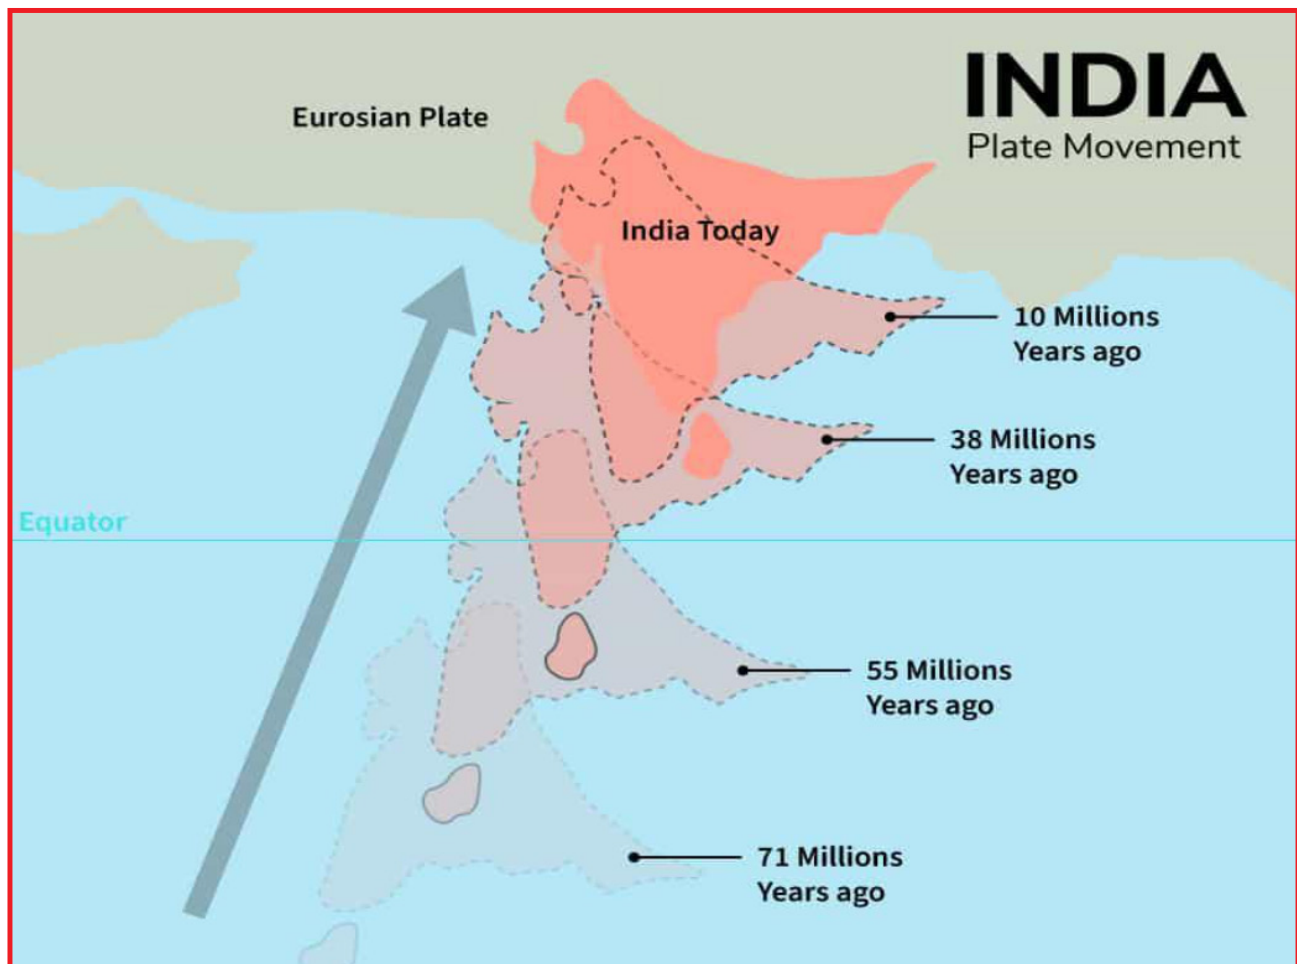 INDIA
Plate Movement
Eurosian Plate
India Today
10 Millions
Years ago
38 Millions
Years ago
Equator
55 Millions
Years ago
71 Millions
Years ago